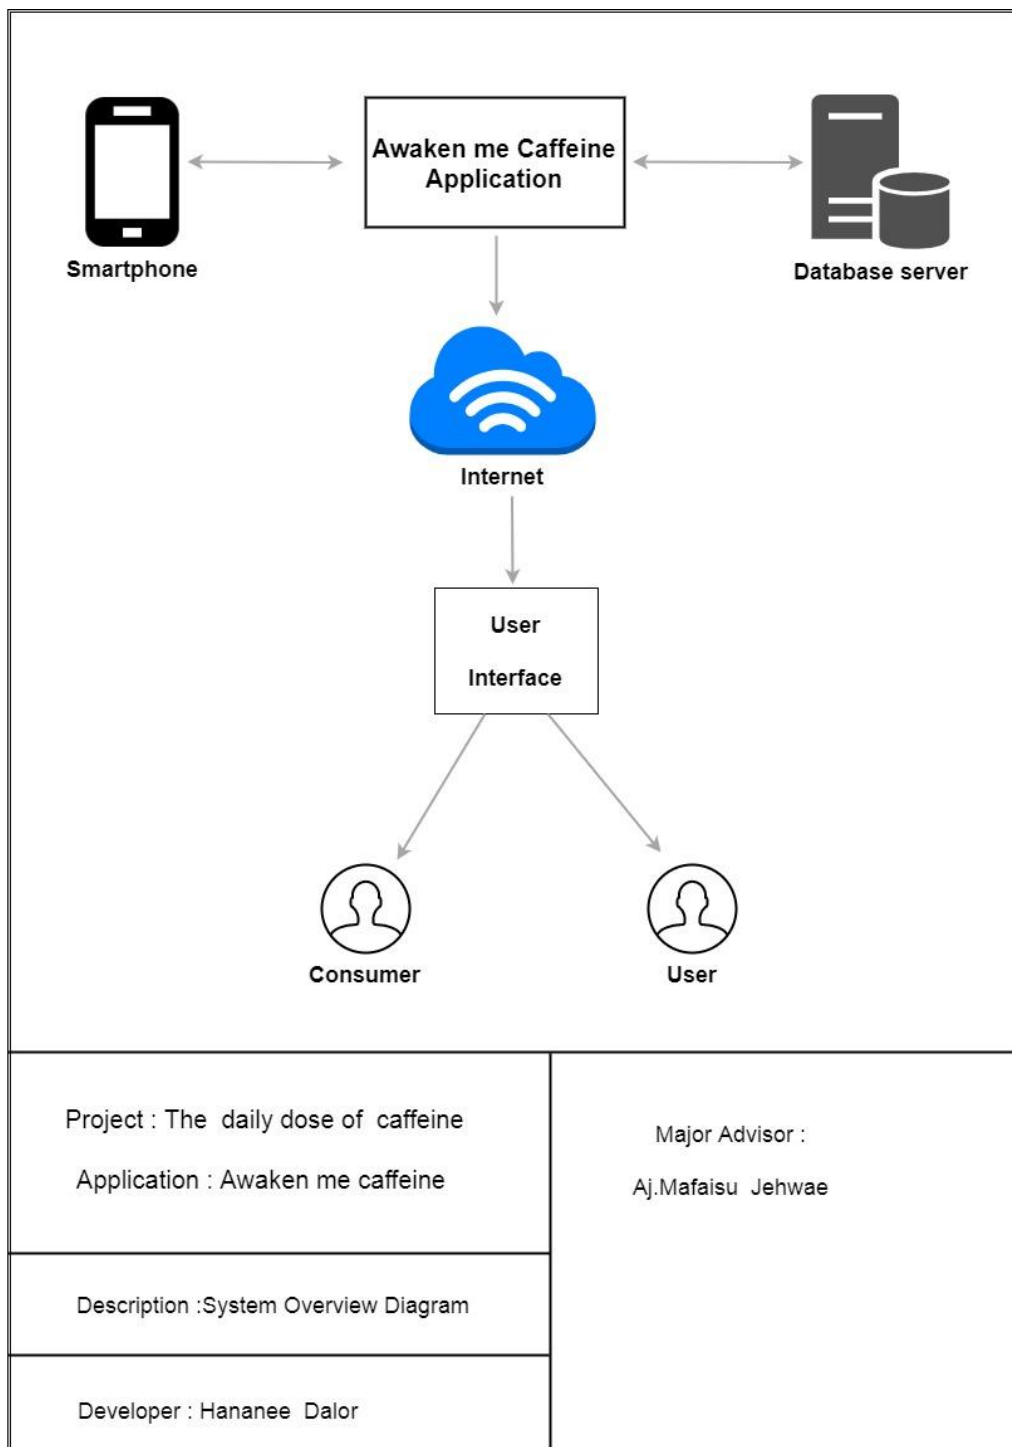 Awaken me Caffeine
Application
Smartphone
Database server
Internet
User
Interface
Consumer
User
Project : The daily dose of caffeine
Application : Awaken me caffeine
Major Advisor :
Aj.Mafaisu Jehwae
Description :System Overview Diagram
Developer : Hananee Dalor